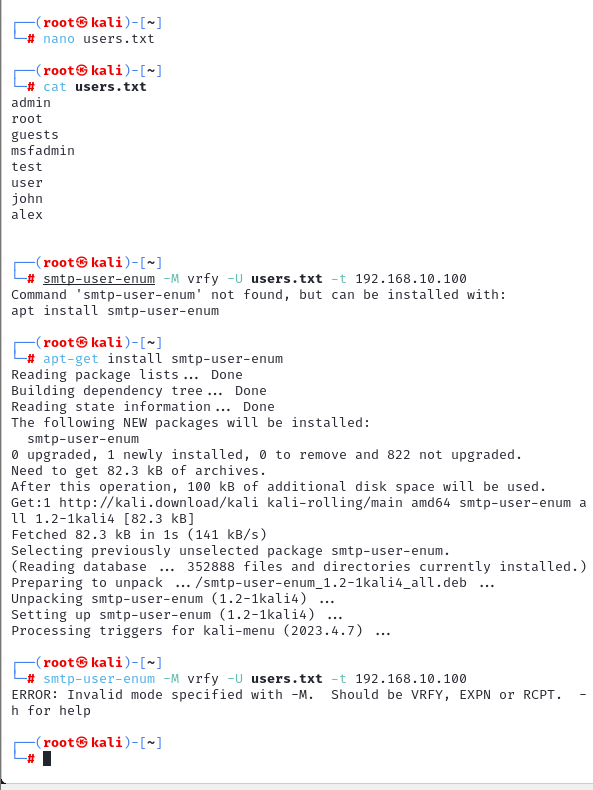 ┌──(root㉿kali)-[~]
└─# nano users.txt
┌──(root㉿kali)-[~]
└─# cat users.txt
admin
root
guests
msfadmin
test
user
john
alex
┌──(root㉿kali)-[~]
└─# smtp-user-enum -M vrfy -U users.txt -t 192.168.10.100
Command 'smtp-user-enum' not found, but can be installed with:
apt install smtp-user-enum
┌──(root㉿kali)-[~]
└─# apt-get install smtp-user-enum
Reading package lists... Done
Building dependency tree... Done
Reading state information... Done
The following NEW packages will be installed:
  smtp-user-enum
0 upgraded, 1 newly installed, 0 to remove and 822 not upgraded.
Need to get 82.3 kB of archives.
After this operation, 100 kB of additional disk space will be used.
Get:1 http://kali.download/kali kali-rolling/main amd64 smtp-user-enum a
ll 1.2-1kali4 [82.3 kB]
Fetched 82.3 kB in 1s (141 kB/s)
Selecting previously unselected package smtp-user-enum.
(Reading database ... 352888 files and directories currently installed.)
Preparing to unpack .../smtp-user-enum_1.2-1kali4_all.deb ...
Unpacking smtp-user-enum (1.2-1kali4) ...
Setting up smtp-user-enum (1.2-1kali4) ...
Processing triggers for kali-menu (2023.4.7) ...
┌──(root㉿kali)-[~]
└─# smtp-user-enum -M vrfy -U users.txt -t 192.168.10.100
ERROR: Invalid mode specified with -M.  Should be VRFY, EXPN or RCPT.  -
h for help
┌──(root㉿kali)-[~]
└─#